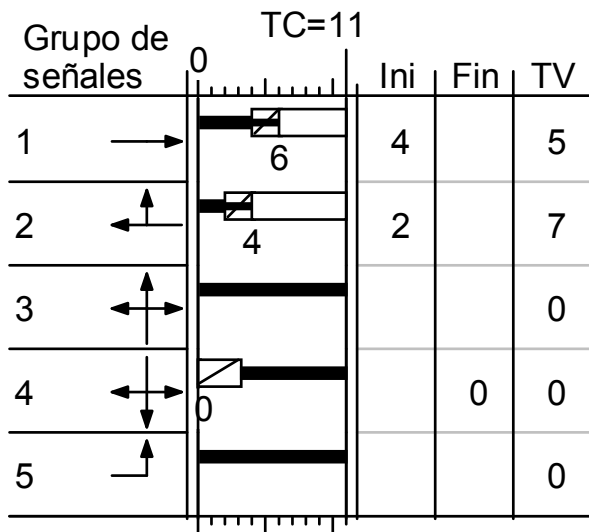 TC=11
Grupo de
señales
0
Ini Fin TV
1 6 4 5
2 4 2 7
3 0
4 0 0 0
5 0